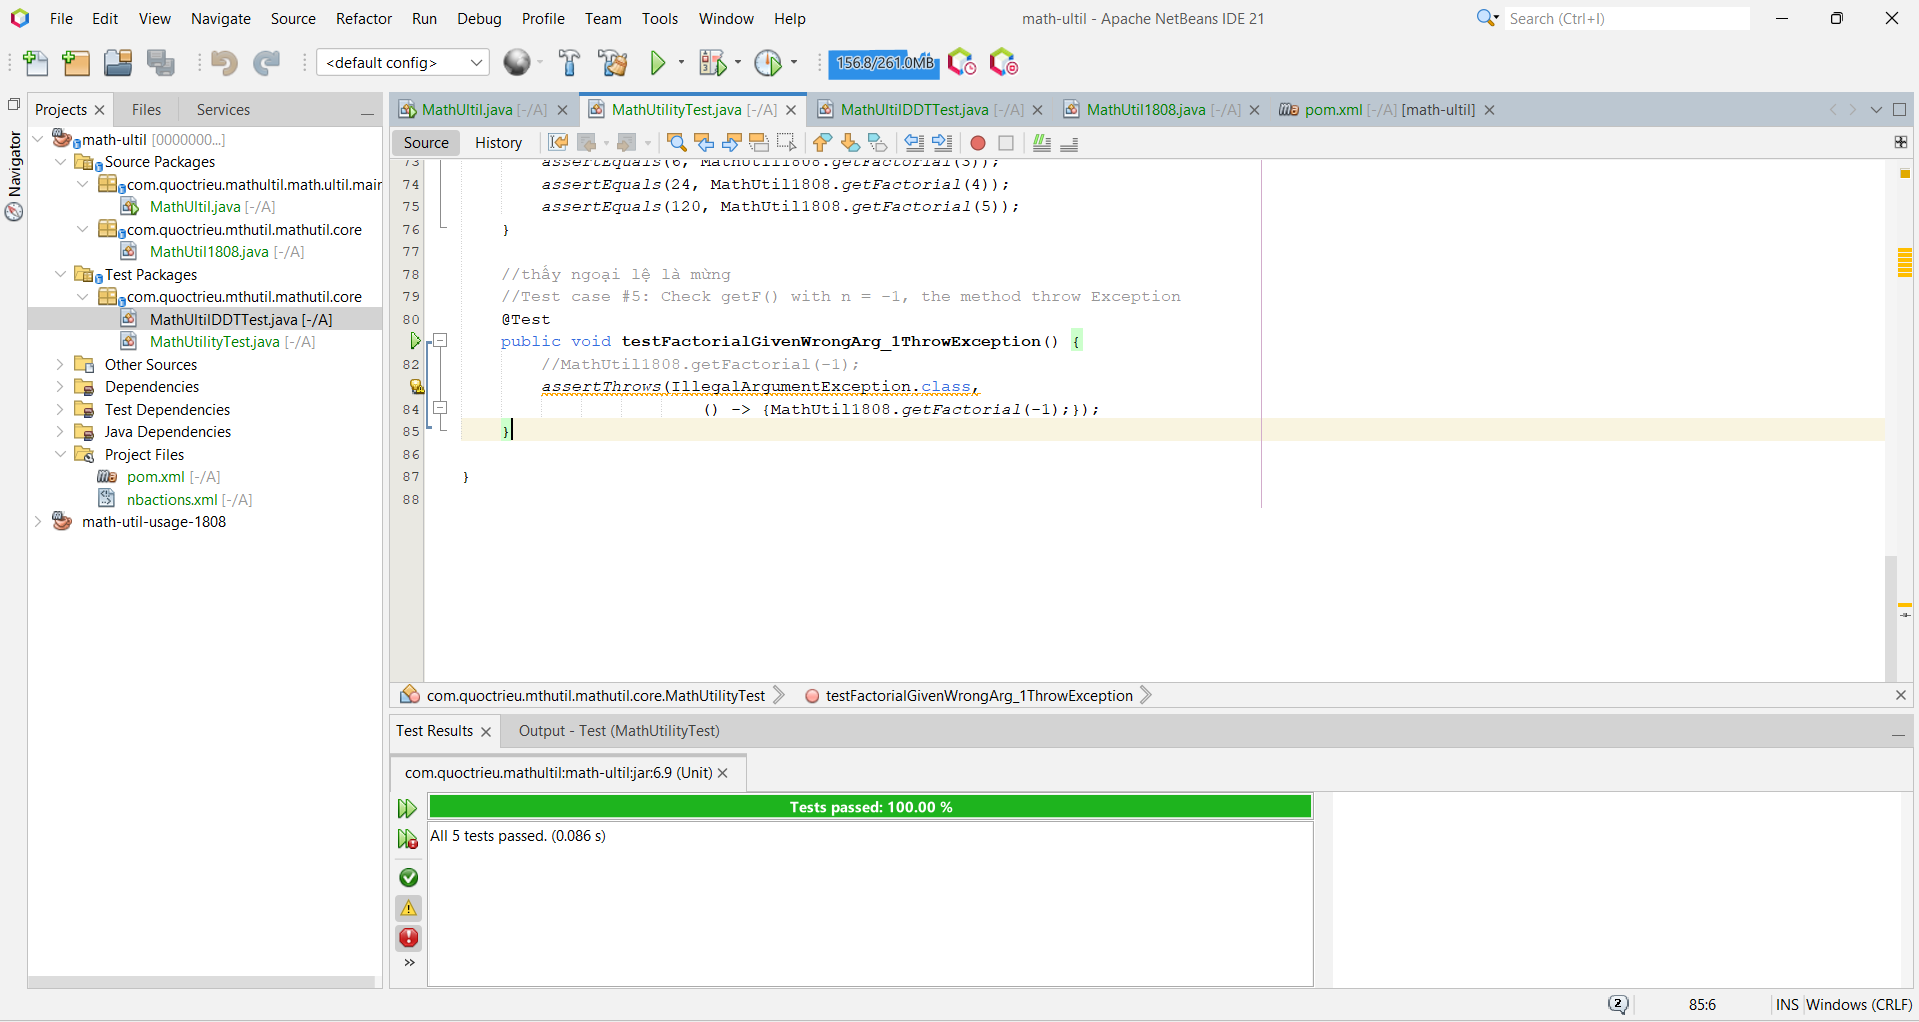 File Edit View Navigate Source Refactor Run Debug Profile Team Tools Window Help
math-ultil - Apache NetBeans IDE 21
Search (Ctrl+I)
<default config>
156.8/261.0MB
Navigator
Projects Files Services
math-ultil [0000000...]
Source Packages
com.quoctrieu.mathultil.math.ultil.mair
MathUltil.java [-/A]
com.quoctrieu.mthutil.mathutil.core
MathUtil1808.java [-/A]
Test Packages
com.quoctrieu.mthutil.mathutil.core
MathUltilDDTTest.java [-/A]
MathUtilityTest.java [-/A]
Other Sources
Dependencies
Test Dependencies
Java Dependencies
Project Files
pom.xml [-/A]
nbactions.xml [-/A]
math-util-usage-1808
MathUltil.java [-/A] MathUtilityTest.java [-/A] MathUltilDDTTest.java [-/A] MathUtil1808.java [-/A] pom.xml [-/A] [math-ultil]
Source History
73 assertEquals(6, MathUtil1808.getFactorial(3));
74 assertEquals(24, MathUtil1808.getFactorial(4));
75 assertEquals(120, MathUtil1808.getFactorial(5));
76 }
77
78 //thấy ngoại lệ là mừng
79 //Test case #5: Check getF() with n = -1, the method throw Exception
80 @Test
public void testFactorialGivenWrongArg_1ThrowException() {
82 //MathUtil1808.getFactorial(-1);
assertThrows(IllegalArgumentException.class,
84 () -> {MathUtil1808.getFactorial(-1);});
85 }
86
87 }
88
com.quoctrieu.mthutil.mathutil.core.MathUtilityTest testFactorialGivenWrongArg_1ThrowException
Test Results Output - Test (MathUtilityTest)
com.quoctrieu.mathultil:math-ultil:jar:6.9 (Unit)
Tests passed: 100.00 %
All 5 tests passed. (0.086 s)
2 85:6 INS Windows (CRLF)